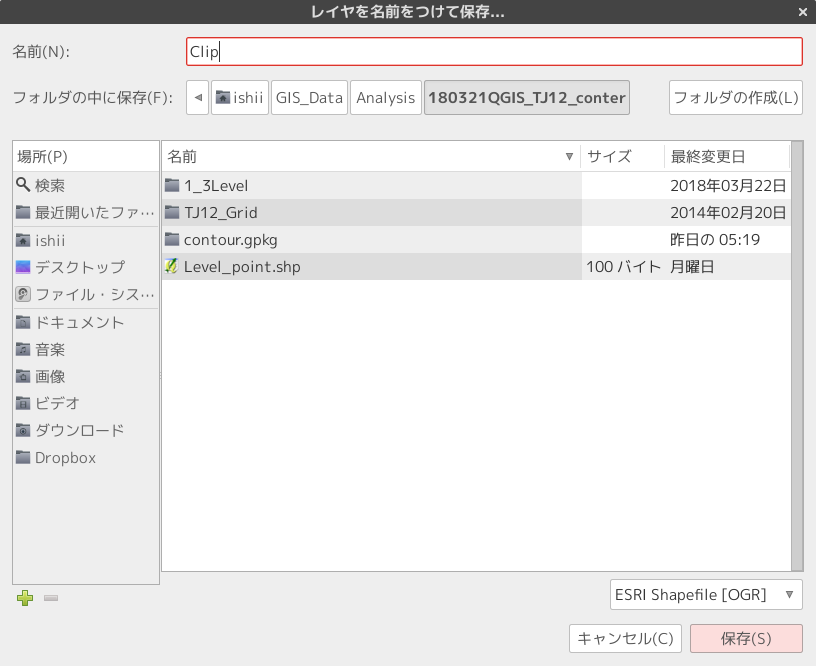 レイヤを名前をつけて保存...
名前(N):
Clip
フォルダの中に保存(F):
ishii
GIS_Data
Analysis
180321QGIS_TJ12_conter
フォルダの作成(L)
場所(P)
検索
最近開いたファ…
ishii
デスクトップ
ファイル・シス…
ドキュメント
音楽
画像
ビデオ
ダウンロード
Dropbox
名前 サイズ 最終変更日
1_3Level 2018年03月22日
TJ12_Grid 2014年02月20日
contour.gpkg 昨日の 05:19
Level_point.shp 100 バイト 月曜日
ESRI Shapefile [OGR]
キャンセル(C)
保存(S)